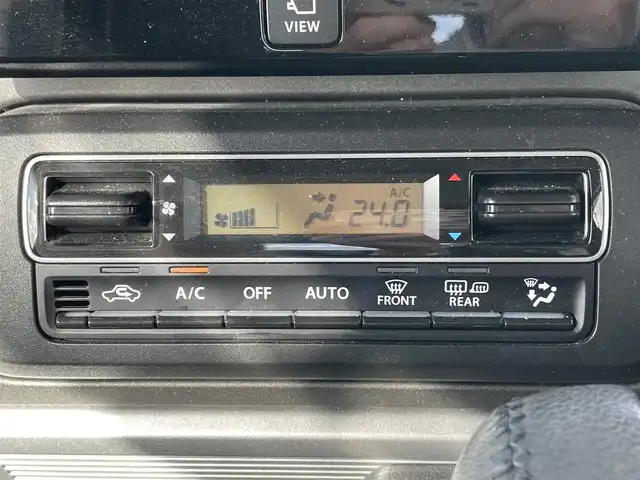 VIEW
A/C
24.0
A/C OFF AUTO FRONT REAR